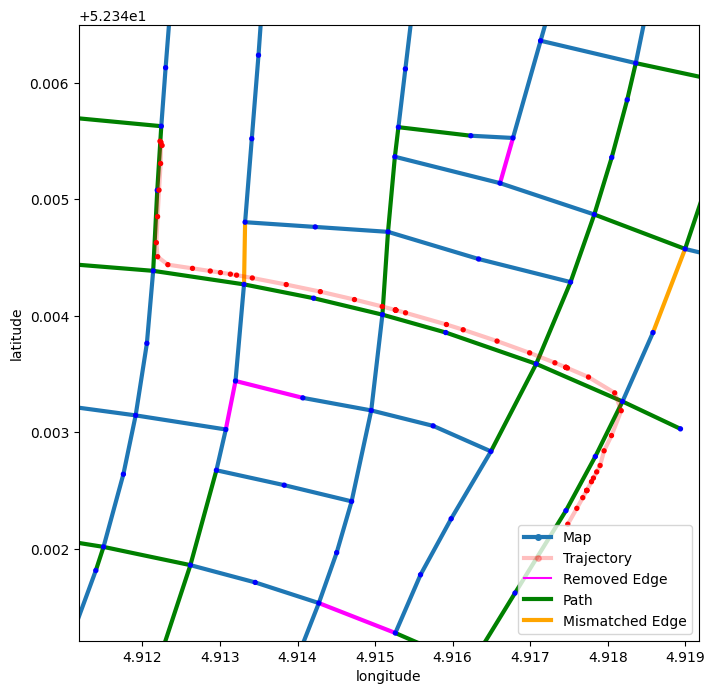 +5.234e1
0.006
0.005
0.004
0.003
0.002
latitude
4.912 4.913 4.914 4.915 4.916 4.917 4.918 4.919
longitude
Map
Trajectory
Removed Edge
Path
Mismatched Edge